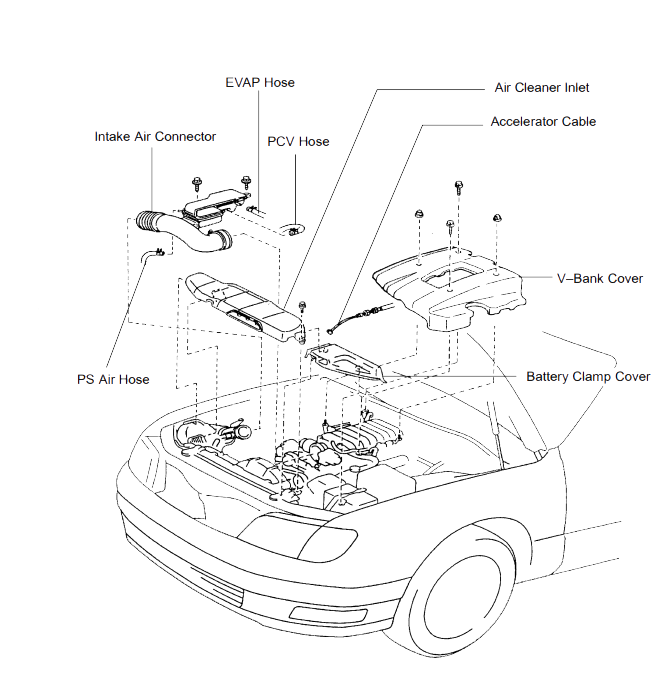 EVAP Hose
Air Cleaner Inlet
Accelerator Cable
Intake Air Connector
PCV Hose
V–Bank Cover
PS Air Hose
Battery Clamp Cover